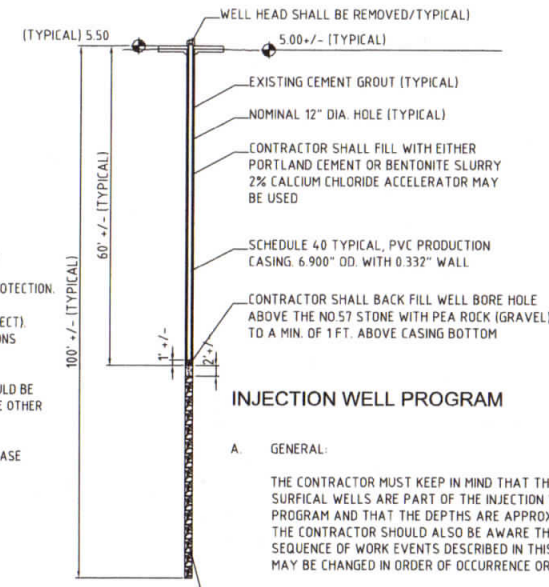 WELL HEAD SHALL BE REMOVED/TYPICAL)
(TYPICAL) 5.50
5.00+/- (TYPICAL)
EXISTING CEMENT GROUT (TYPICAL)
NOMINAL 12" DIA. HOLE (TYPICAL)
CONTRACTOR SHALL FILL WITH EITHER
PORTLAND CEMENT OR BENTONITE SLURRY
2% CALCIUM CHLORIDE ACCELERATOR MAY
BE USED
60' +/- (TYPICAL)
100' +/- (TYPICAL)
SCHEDULE 40 TYPICAL, PVC PRODUCTION
CASING. 6.900" OD. WITH 0.332" WALL
CONTRACTOR SHALL BACK FILL WELL BORE HOLE
ABOVE THE NO.57 STONE WITH PEA ROCK (GRAVEL)
TO A MIN. OF 1 FT. ABOVE CASING BOTTOM
1' +/-
2' +/
OTECTION.
ECT).
ONS
ULD BE
E OTHER
ASE
INJECTION WELL PROGRAM
A. GENERAL:
THE CONTRACTOR MUST KEEP IN MIND THAT TH
SURFICAL WELLS ARE PART OF THE INJECTION
PROGRAM AND THAT THE DEPTHS ARE APPROX
THE CONTRACTOR SHOULD ALSO BE AWARE TH
SEQUENCE OF WORK EVENTS DESCRIBED IN THIS
MAY BE CHANGED IN ORDER OF OCCURRENCE OR